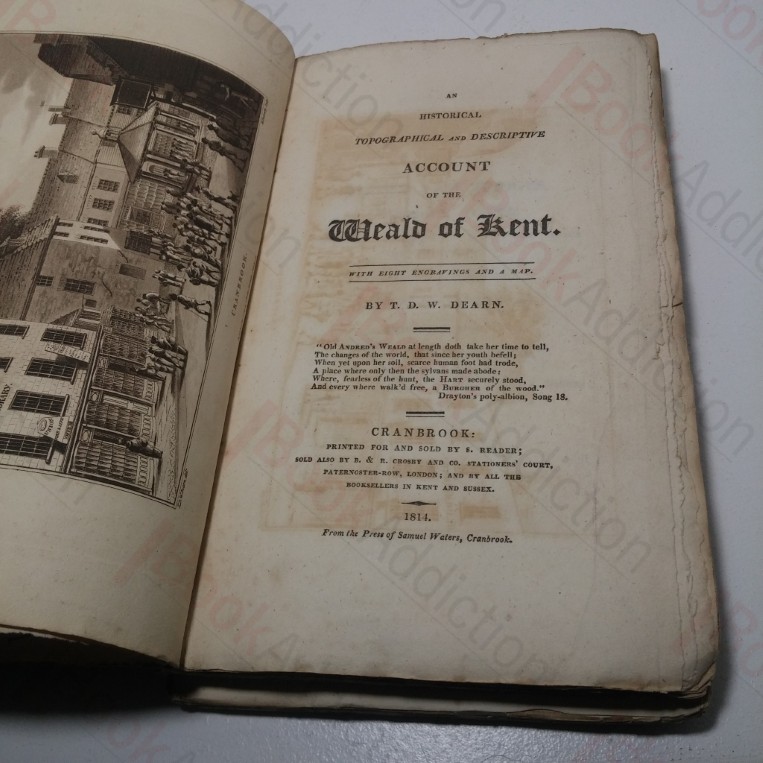 AN
HISTORICAL
TOPOGRAPHICAL AND DESCRIPTIVE
ACCOUNT
OF THE
Weald of Kent.
WITH EIGHT ENGRAVINGS AND A MAP.
BY T. D. W. DEARN.
"Old ANDRED'S WEALD at length doth take her time to tell,
The changes of the world, that since her youth befell;
When yet upon her soil, scarce human foot had trode,
A place where only then the sylvans made abode;
Where, fearless of the hunt, the HART securely stood,
And every where walk'd free, a BURGHER of the wood."
Drayton's poly-albion, Song 18.
CRANBROOK:
PRINTED FOR AND SOLD BY S. READER;
SOLD ALSO BY B. & R. CROSBY AND CO. STATIONERS' COURT,
PATERNOSTER-ROW, LONDON; AND BY ALL THE
BOOKSELLERS IN KENT AND SUSSEX.
1814.
From the Press of Samuel Waters, Cranbrook.
CRANBROOK.
BookAddiction